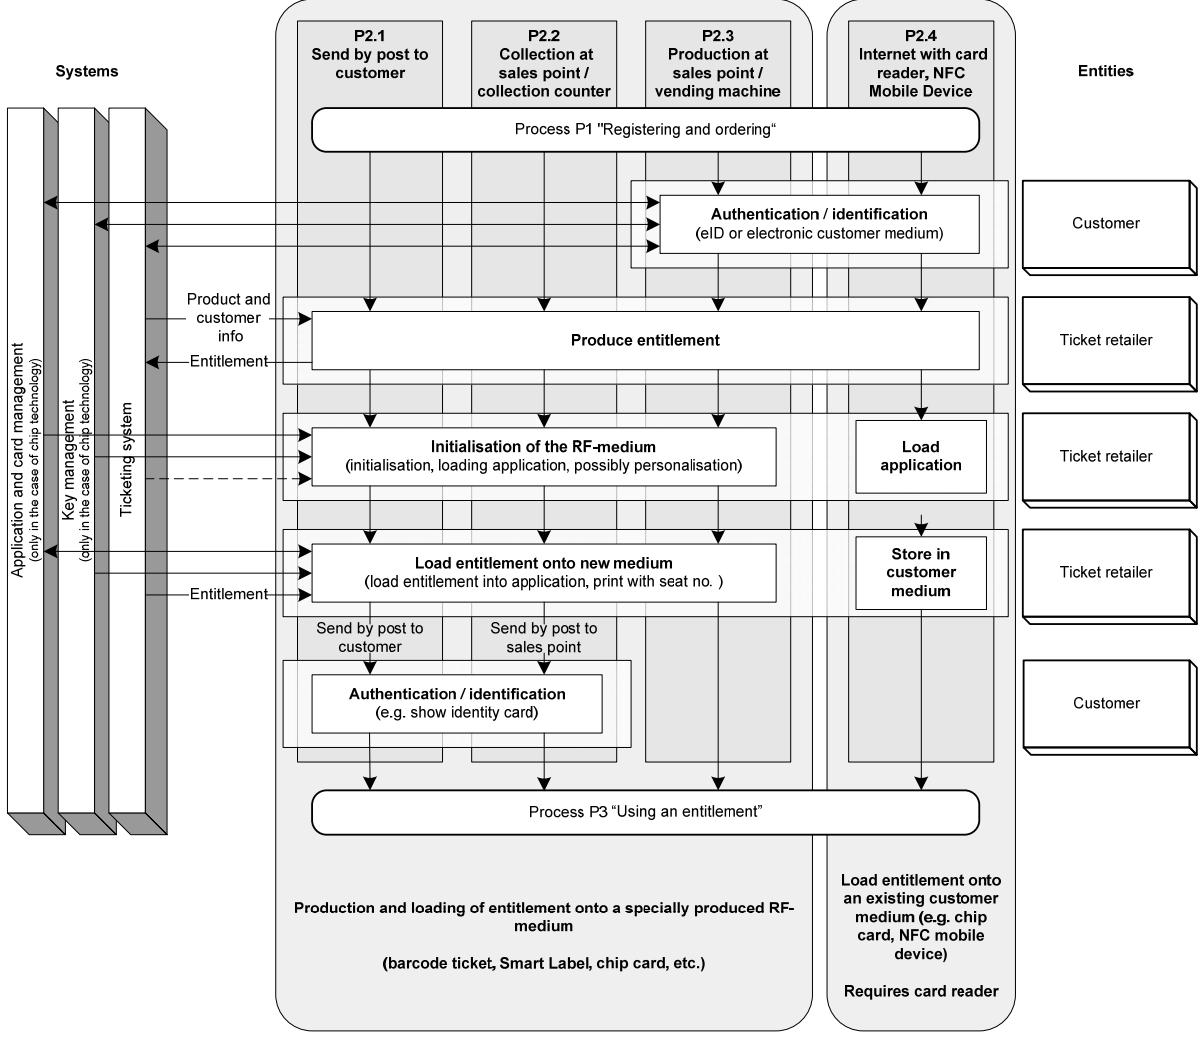 Systems
P2.1
Send by post to
customer
P2.2
Collection at
sales point /
collection counter
P2.3
Production at
sales point /
vending machine
P2.4
Internet with card
reader, NFC
Mobile Device
Entities
Process P1 "Registering and ordering“
Authentication / identification
(eID or electronic customer medium)
Customer
Product and
customer
info
Entitlement
Produce entitlement
Ticket retailer
Application and card management
(only in the case of chip technology)
Key management
(only in the case of chip technology)
Ticketing system
Initialisation of the RF-medium
(initialisation, loading application, possibly personalisation)
Load
application
Ticket retailer
Load entitlement onto new medium
(load entitlement into application, print with seat no. )
Entitlement
Store in
customer
medium
Ticket retailer
Send by post to
customer
Send by post to
sales point
Authentication / identification
(e.g. show identity card)
Customer
Process P3 “Using an entitlement”
Production and loading of entitlement onto a specially produced RF-
medium
(barcode ticket, Smart Label, chip card, etc.)
Load entitlement onto
an existing customer
medium (e.g. chip
card, NFC mobile
device)
Requires card reader